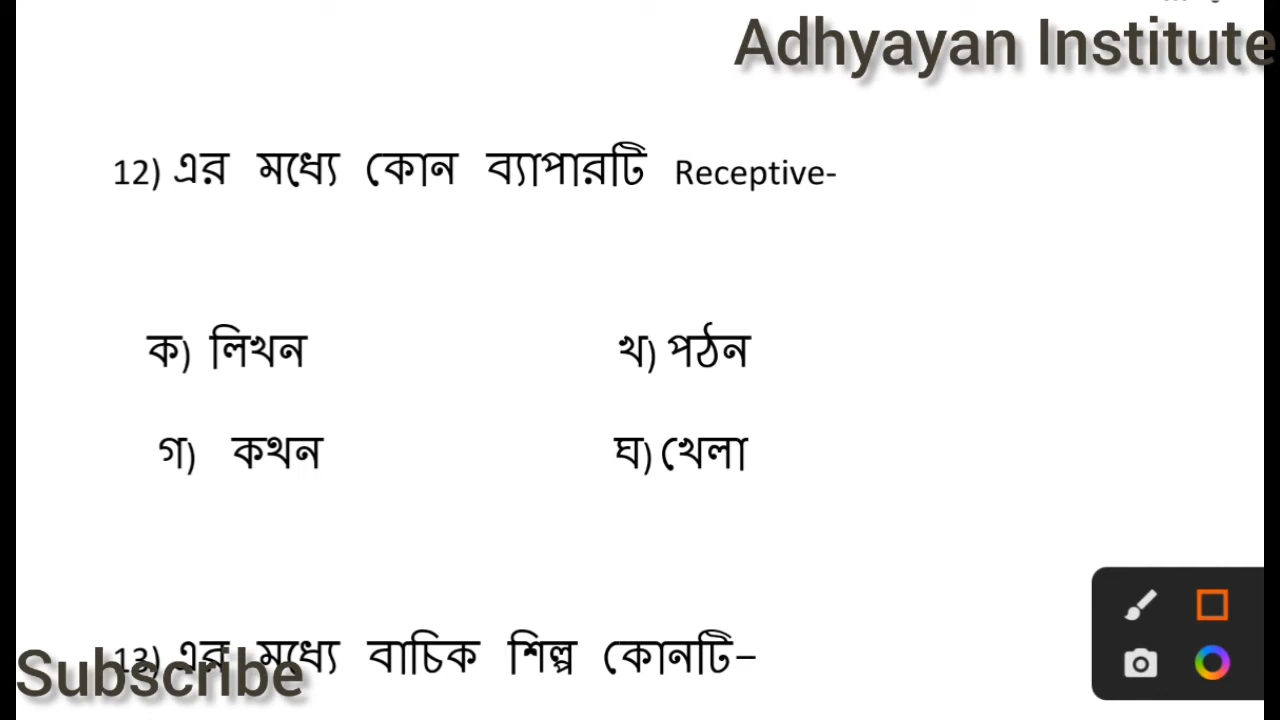 Adhyayan Institute
12) এর মধ্যে কোন ব্যাপারটি Receptive-
ক) লিখন খ) পঠন
গ) কথন ঘ) খেলা
13) এর মধ্যে বাচিক শিল্প কোনটি–
Subscribe